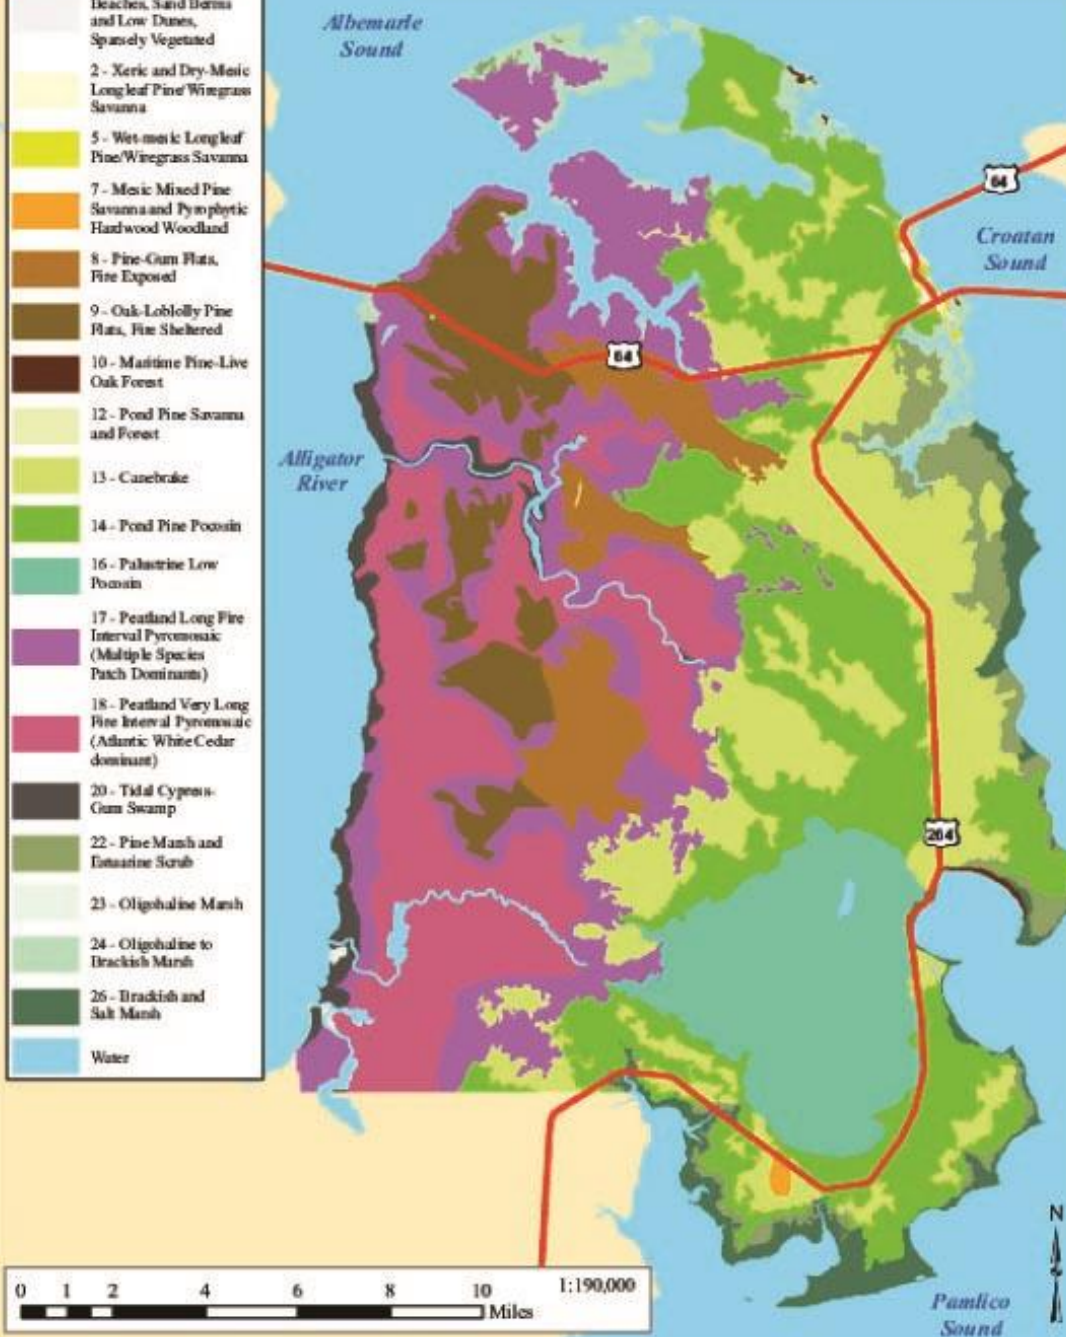 Beaches, Sand Berms
and Low Dunes,
Sparsely Vegetated
2 - Xeric and Dry-Mesic
Longleaf Pine/Wiregrass
Savanna
5 - Wet-mesic Longleaf
Pine/Wiregrass Savanna
7 - Mesic Mixed Pine
Savanna and Pyrophytic
Hardwood Woodland
8 - Pine-Gum Flats,
Fire Exposed
9 - Oak-Loblolly Pine
Flats, Fire Sheltered
10 - Maritime Pine-Live
Oak Forest
12 - Pond Pine Savanna
and Forest
13 - Canebrake
14 - Pond Pine Pocosin
16 - Palustrine Low
Pocosin
17 - Peatland Long Fire
Interval Pyromosaic
(Multiple Species
Patch Dominants)
18 - Peatland Very Long
Fire Interval Pyromosaic
(Atlantic White Cedar
dominant)
20 - Tidal Cypress-
Gum Swamp
22 - Pine Marsh and
Estuarine Scrub
23 - Oligohaline Marsh
24 - Oligohaline to
Brackish Marsh
26 - Brackish and
Salt Marsh
Water
Albemarle
Sound
64
Croatan
Sound
64
Alligator
River
264
N
0 1 2 4 6 8 10
Miles
1:190,000
Pamlico
Sound